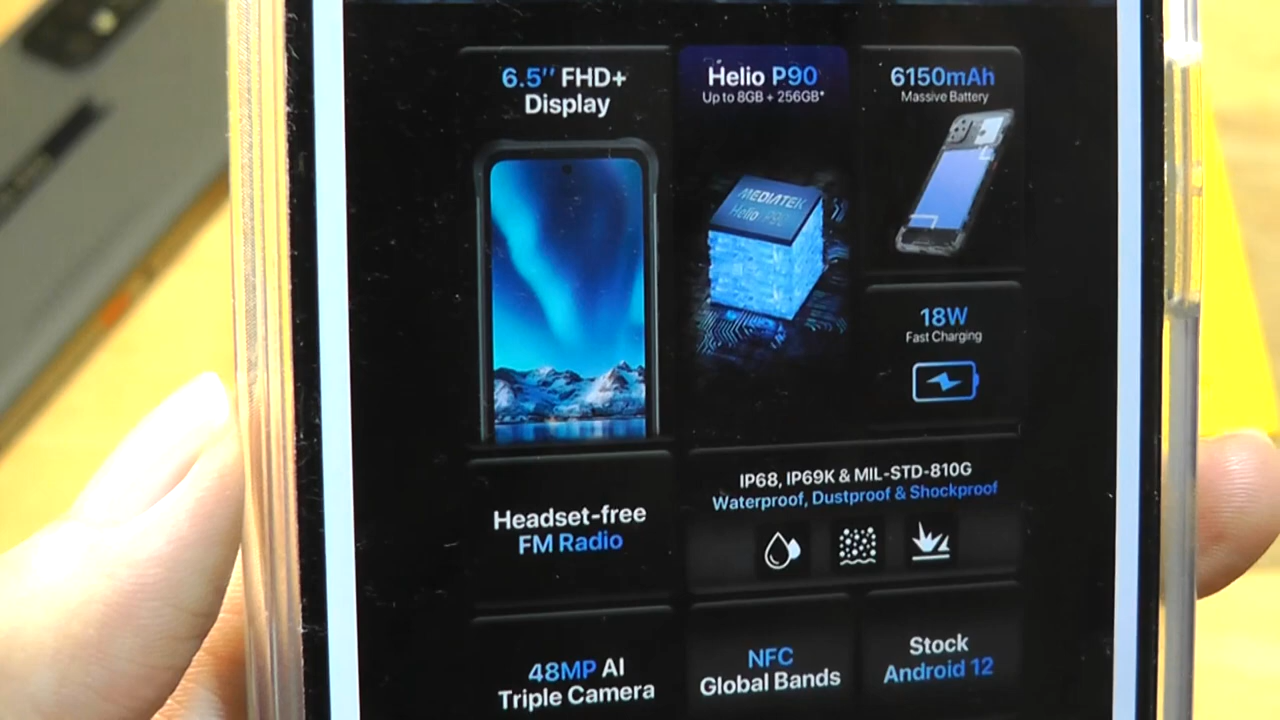 6.5″ FHD+
Display
Helio P90
Up to 8GB + 256GB*
6150mAh
Massive Battery
MEDIATEK
Helio P90
18W
Fast Charging
Headset-free
FM Radio
IP68, IP69K & MIL-STD-810G
Waterproof, Dustproof & Shockproof
48MP AI
Triple Camera
NFC
Global Bands
Stock
Android 12